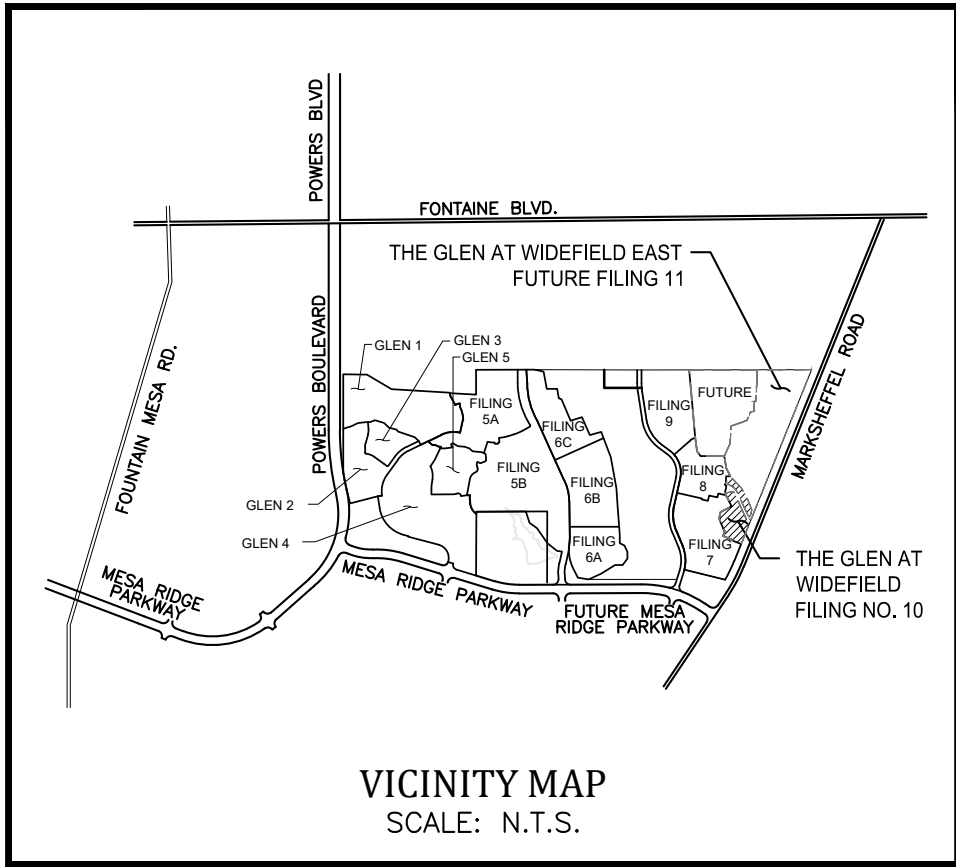 POWERS BLVD
FONTAINE BLVD.
THE GLEN AT WIDEFIELD EAST
FUTURE FILING 11
POWERS BOULEVARD
FOUNTAIN MESA RD.
MARKSHEFFEL ROAD
GLEN 1
GLEN 3
GLEN 5
FILING
5A
FILING
6C
FILING
9
FUTURE
GLEN 2
FILING
5B
FILING
6B
FILING
8
GLEN 4
FILING
6A
FILING
7
THE GLEN AT
WIDEFIELD
FILING NO. 10
MESA RIDGE
PARKWAY
MESA RIDGE PARKWAY
FUTURE MESA
RIDGE PARKWAY
VICINITY MAP
SCALE: N.T.S.